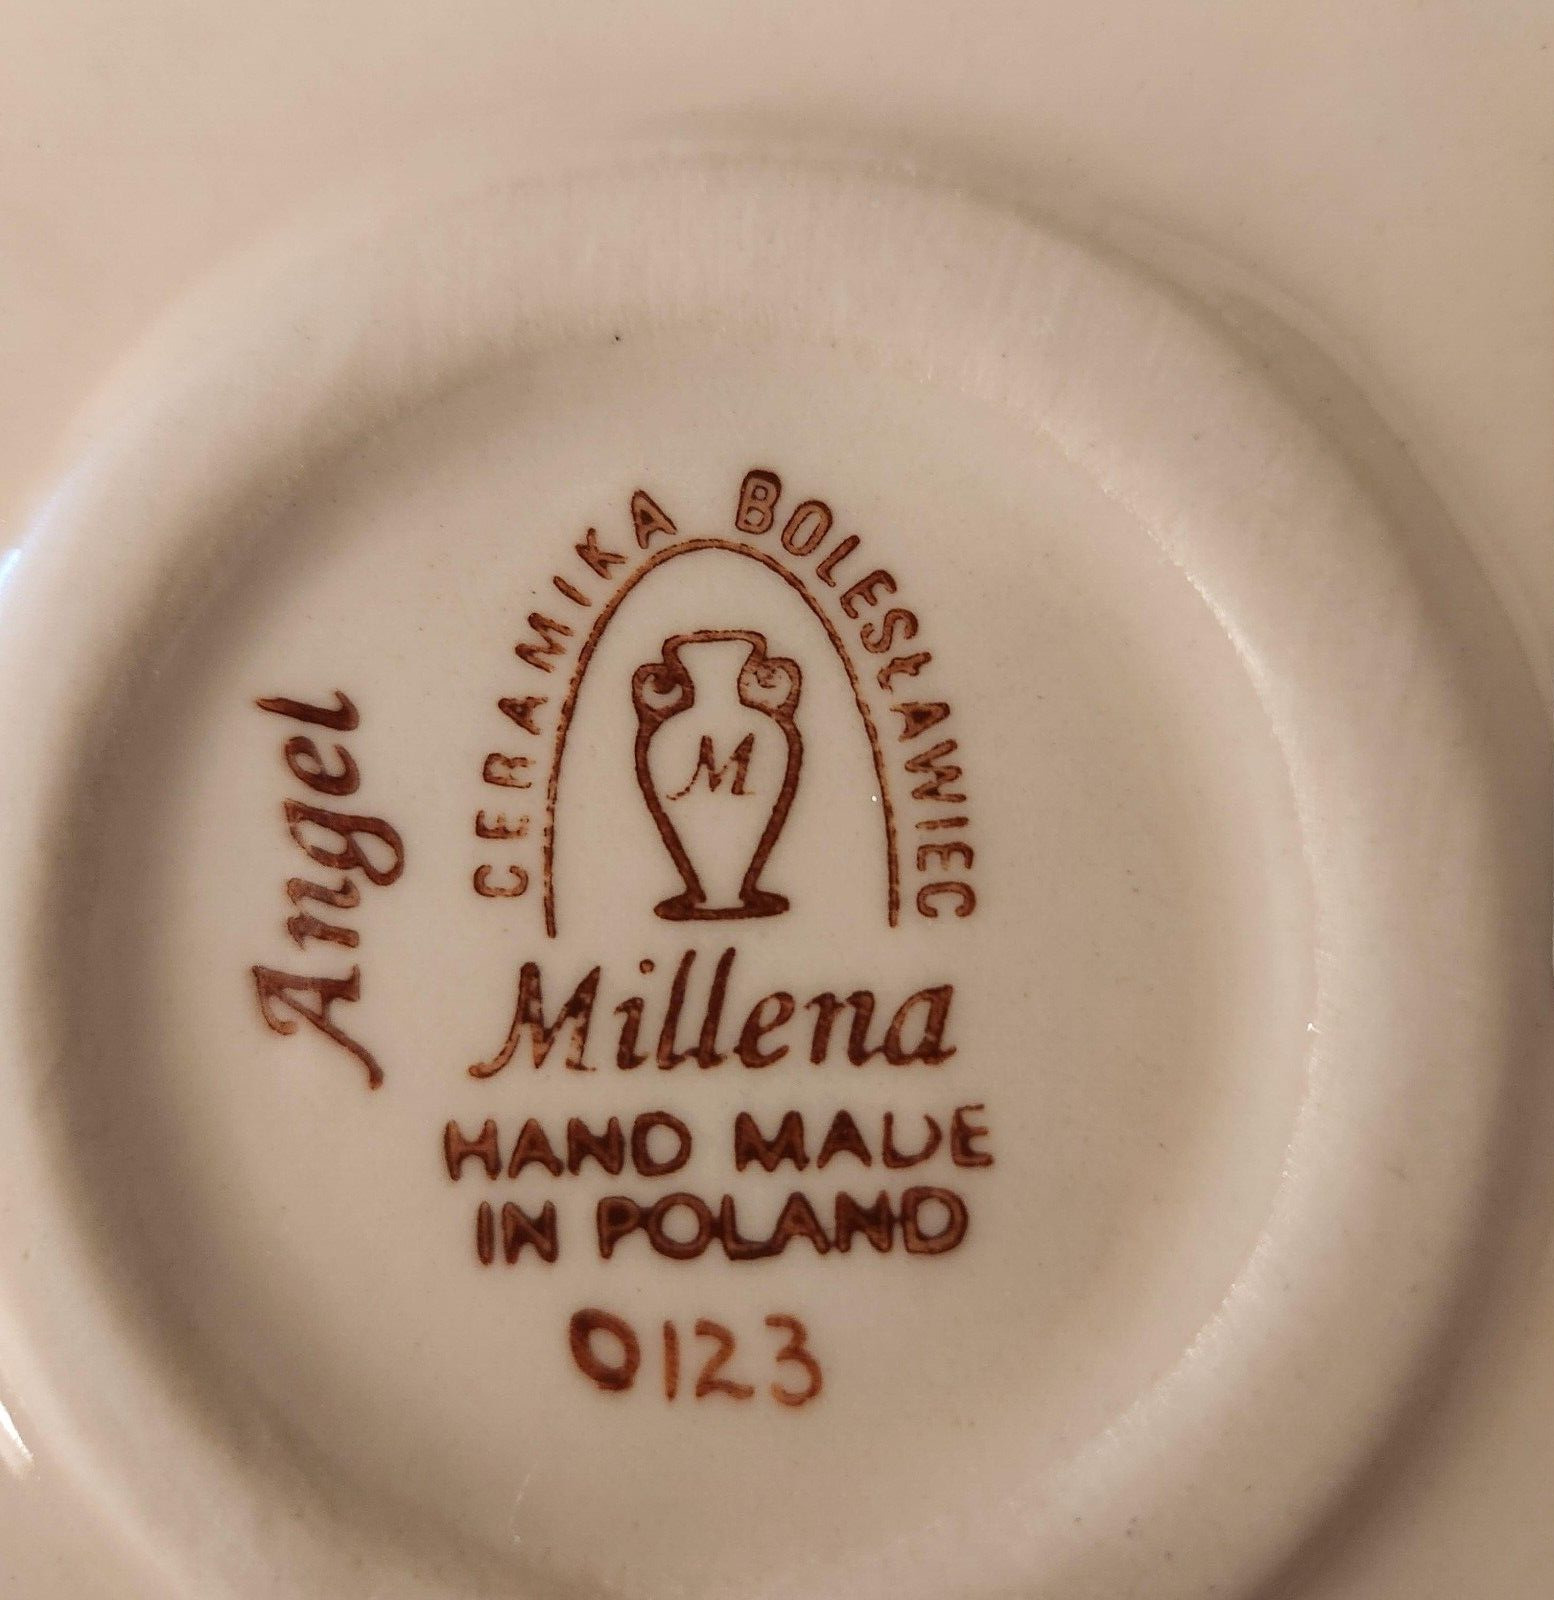 CERAMIKA BOLESŁAWIEC
M
Millena
HAND MADE
IN POLAND
0123
Angel